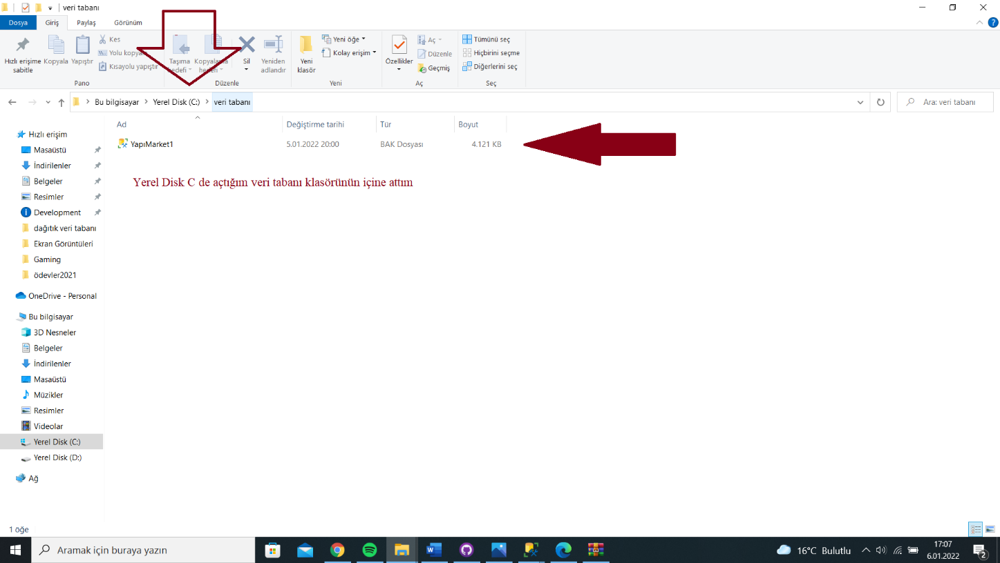 veri tabanı
Dosya Giriş Paylaş Görünüm
Hızlı erişime sabitle
Kopyala
Yapıştır
Kes
Yolu kopyala
Kısayolu yapıştır
Pano
Taşıma hedefi
Kopyalama hedefi
Sil
Yeniden adlandır
Düzenle
Yeni klasör
Yeni öğe
Kolay erişim
Yeni
Özellikler
Aç
Düzenle
Geçmiş
Aç
Tümünü seç
Hiçbirini seçme
Diğerlerini seç
Seç
Bu bilgisayar > Yerel Disk (C:) > veri tabanı
Ara: veri tabanı
Ad Değiştirme tarihi Tür Boyut
YapıMarket1 5.01.2022 20:00 BAK Dosyası 4.121 KB
Yerel Disk C de açtığım veri tabanı klasörünün içine attım
Hızlı erişim
Masaüstü
İndirilenler
Belgeler
Resimler
Development
dağıtık veri tabanı
Ekran Görüntüleri
Gaming
ödevler2021
OneDrive - Personal
Bu bilgisayar
3D Nesneler
Belgeler
İndirilenler
Masaüstü
Müzikler
Resimler
Videolar
Yerel Disk (C:)
Yerel Disk (D:)
Ağ
1 öğe
Aramak için buraya yazın
16°C Bulutlu
17:07
6.01.2022
2